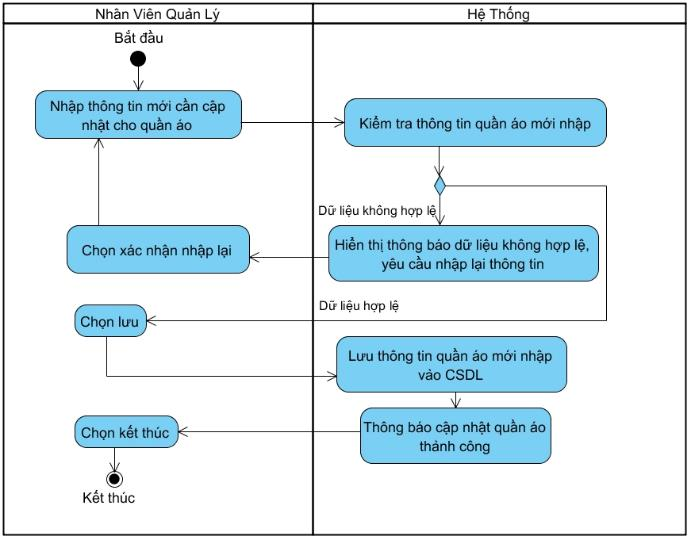 Nhân Viên Quản Lý
Hệ Thống
Bắt đầu
Nhập thông tin mới cần cập
nhật cho quần áo
Kiểm tra thông tin quần áo mới nhập
Dữ liệu không hợp lệ
Chọn xác nhận nhập lại
Hiển thị thông báo dữ liệu không hợp lệ,
yêu cầu nhập lại thông tin
Dữ liệu hợp lệ
Chọn lưu
Lưu thông tin quần áo mới nhập
vào CSDL
Thông báo cập nhật quần áo
thành công
Chọn kết thúc
Kết thúc